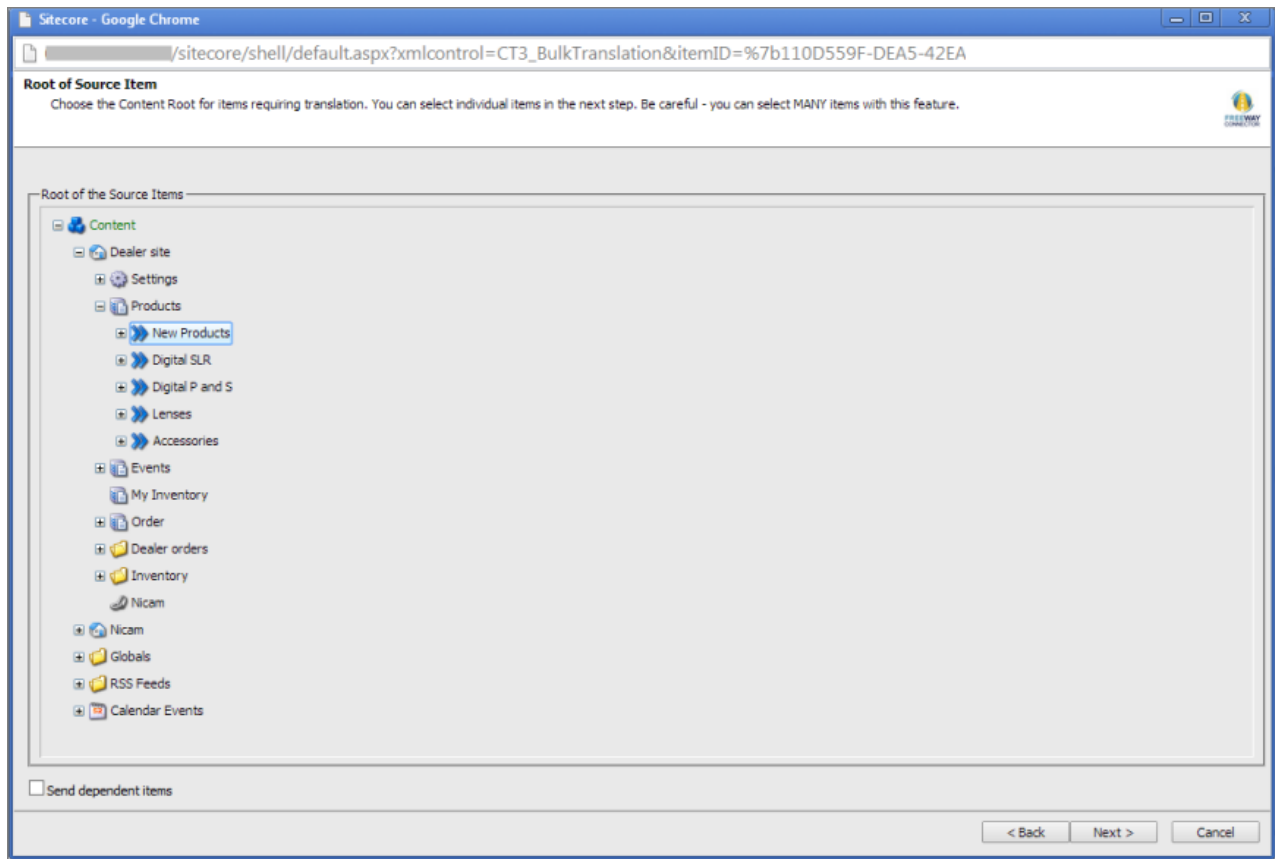 Sitecore - Google Chrome
/sitecore/shell/default.aspx?xmlcontrol=CT3_BulkTranslation&itemID=%7b110D559F-DEA5-42EA
Root of Source Item
Choose the Content Root for items requiring translation. You can select individual items in the next step. Be careful - you can select MANY items with this feature.
FREEWAY
CONNECTOR
Root of the Source Items
Content
Dealer site
Settings
Products
New Products
Digital SLR
Digital P and S
Lenses
Accessories
Events
My Inventory
Order
Dealer orders
Inventory
Nicam
Nicam
Globals
RSS Feeds
Calendar Events
Send dependent items
< Back Next > Cancel